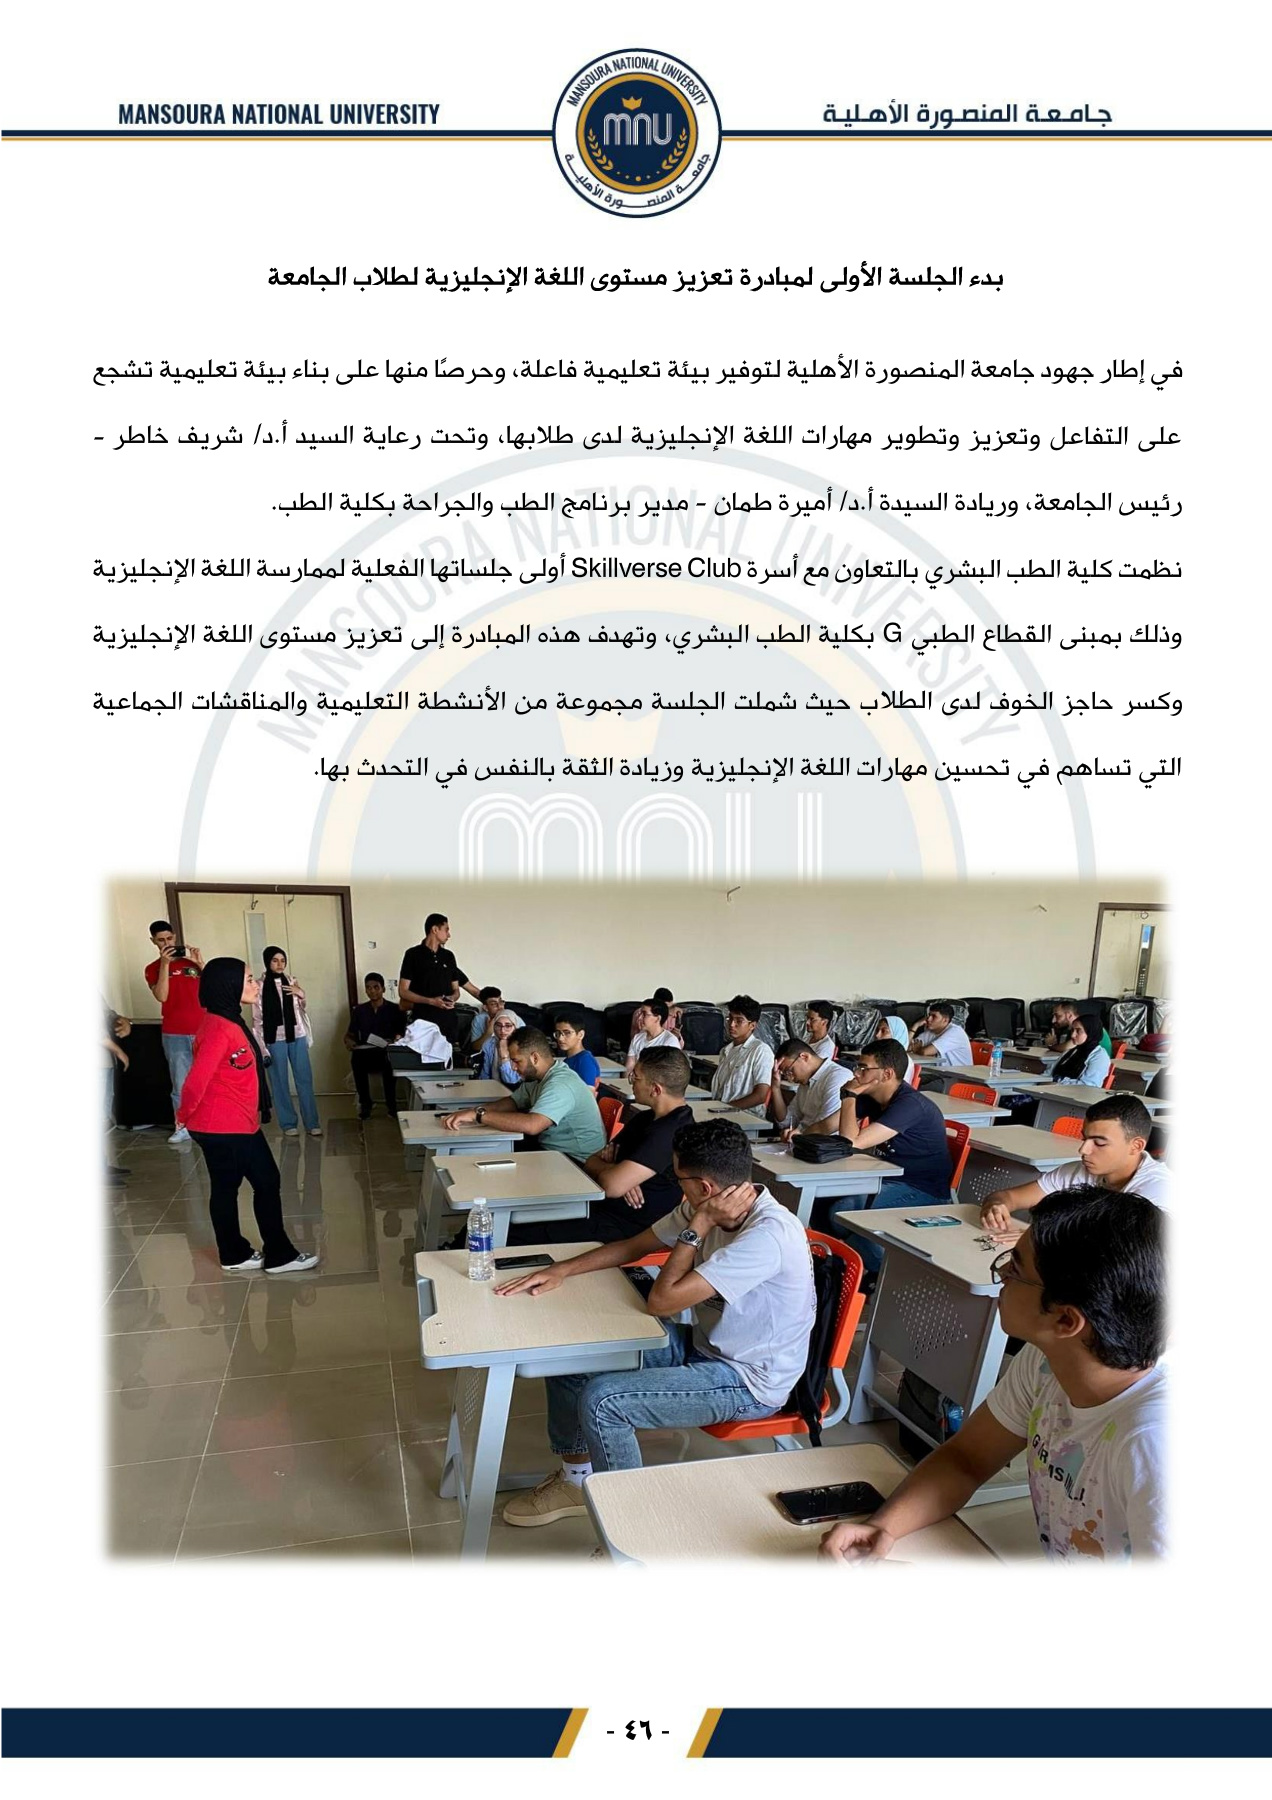 MANSOURA NATIONAL UNIVERSITY
جامعة المنصورة الأهلية
MANSOURA NATIONAL UNIVERSITY
mnu
جامعة المنصورة الأهلية
بدء الجلسة الأولى لمبادرة تعزيز مستوى اللغة الإنجليزية لطلاب الجامعة
في إطار جهود جامعة المنصورة الأهلية لتوفير بيئة تعليمية فاعلة، وحرصًا منها على بناء بيئة تعليمية تشجع
على التفاعل وتعزيز وتطوير مهارات اللغة الإنجليزية لدى طلابها، وتحت رعاية السيد أ.د/ شريف خاطر -
رئيس الجامعة، وريادة السيدة أ.د/ أميرة طمان - مدير برنامج الطب والجراحة بكلية الطب.
نظمت كلية الطب البشري بالتعاون مع أسرة Skillverse Club أولى جلساتها الفعلية لممارسة اللغة الإنجليزية
وذلك بمبنى القطاع الطبي G بكلية الطب البشري، وتهدف هذه المبادرة إلى تعزيز مستوى اللغة الإنجليزية
وكسر حاجز الخوف لدى الطلاب حيث شملت الجلسة مجموعة من الأنشطة التعليمية والمناقشات الجماعية
التي تساهم في تحسين مهارات اللغة الإنجليزية وزيادة الثقة بالنفس في التحدث بها.
MANSOURA NATIONAL UNIVERSITY
mnu
- ٤٦ -